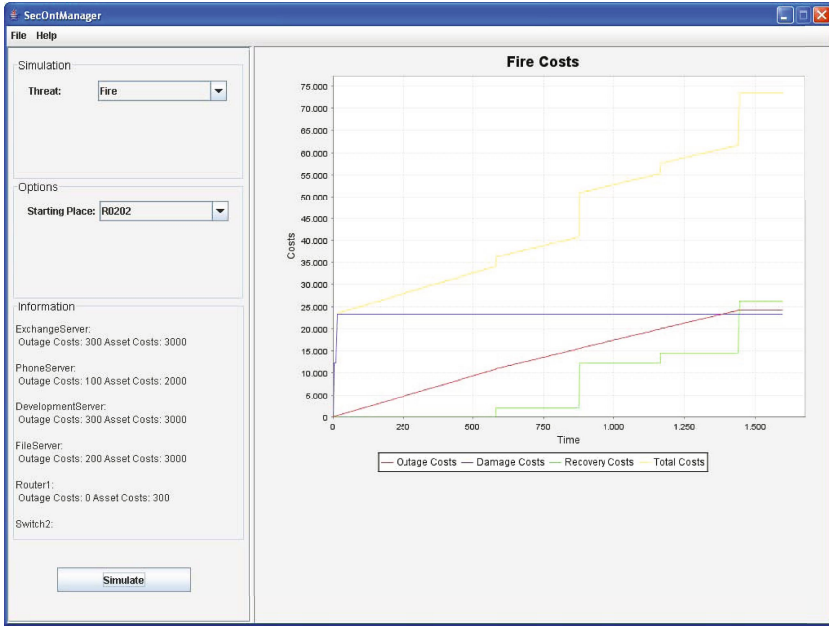 SecOntManager
File Help
Simulation
Threat: Fire
Options
Starting Place: R0202
Information
ExchangeServer:
Outage Costs: 300 Asset Costs: 3000
PhoneServer:
Outage Costs: 100 Asset Costs: 2000
DevelopmentServer:
Outage Costs: 300 Asset Costs: 3000
FileServer:
Outage Costs: 200 Asset Costs: 3000
Router1:
Outage Costs: 0 Asset Costs: 300
Switch2:
Simulate
Fire Costs
75.000
70.000
65.000
60.000
55.000
50.000
45.000
40.000
35.000
30.000
25.000
20.000
15.000
10.000
6.000
0
Costs
0 250 500 750 1.000 1.250 1.500
Time
Outage Costs Damage Costs Recovery Costs Total Costs